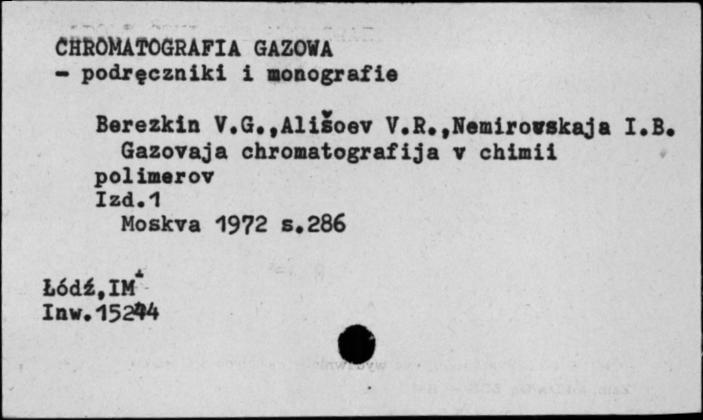 CHROMATOGRAFIA GAZOWA
- podręczniki i monografie
Berezkin V.G.,Ališoev V.R.,Nemirowskaja I.B.
Gazovaja chromatografija v chimii
polimerov
Izd.1
Moskva 1972 s.286
Łódź,IM
Inw.15244